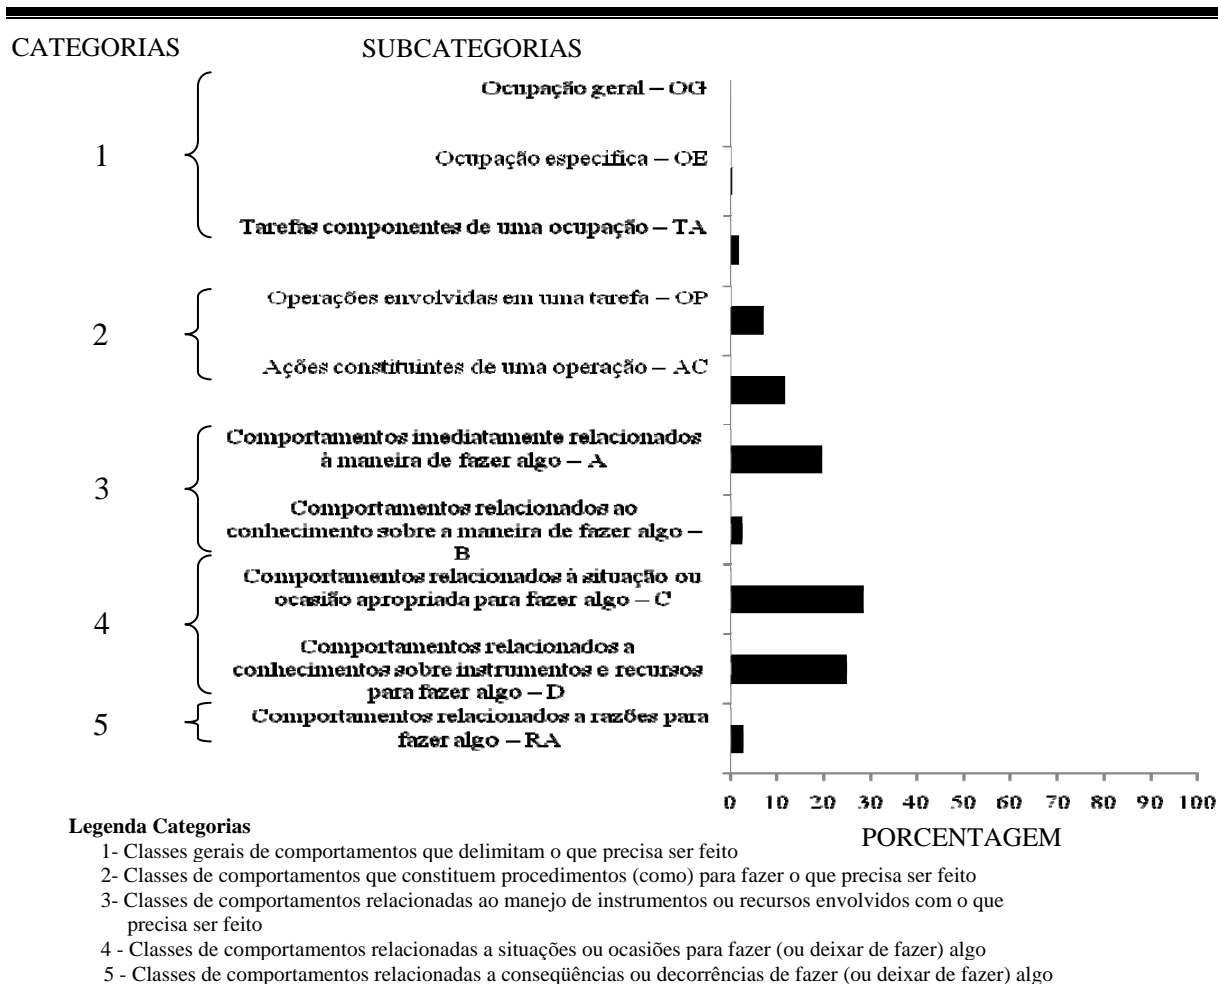 CATEGORIAS
SUBCATEGORIAS
1
Ocupação geral – OG
Ocupação especifica – OE
Tarefas componentes de uma ocupação – TA
2
Operações envolvidas em uma tarefa – OP
Ações constituintes de uma operação – AC
3
Comportamentos imediatamente relacionados
à maneira de fazer algo – A
Comportamentos relacionados ao
conhecimento sobre a maneira de fazer algo –
B
4
Comportamentos relacionados à situação ou
ocasião apropriada para fazer algo – C
Comportamentos relacionados a
conhecimentos sobre instrumentos e recursos
para fazer algo – D
5
Comportamentos relacionados a razões para
fazer algo – RA
0 10 20 30 40 50 60 70 80 90 100
PORCENTAGEM
Legenda Categorias
1- Classes gerais de comportamentos que delimitam o que precisa ser feito
2- Classes de comportamentos que constituem procedimentos (como) para fazer o que precisa ser feito
3- Classes de comportamentos relacionadas ao manejo de instrumentos ou recursos envolvidos com o que
precisa ser feito
4 - Classes de comportamentos relacionadas a situações ou ocasiões para fazer (ou deixar de fazer) algo
5 - Classes de comportamentos relacionadas a conseqüências ou decorrências de fazer (ou deixar de fazer) algo